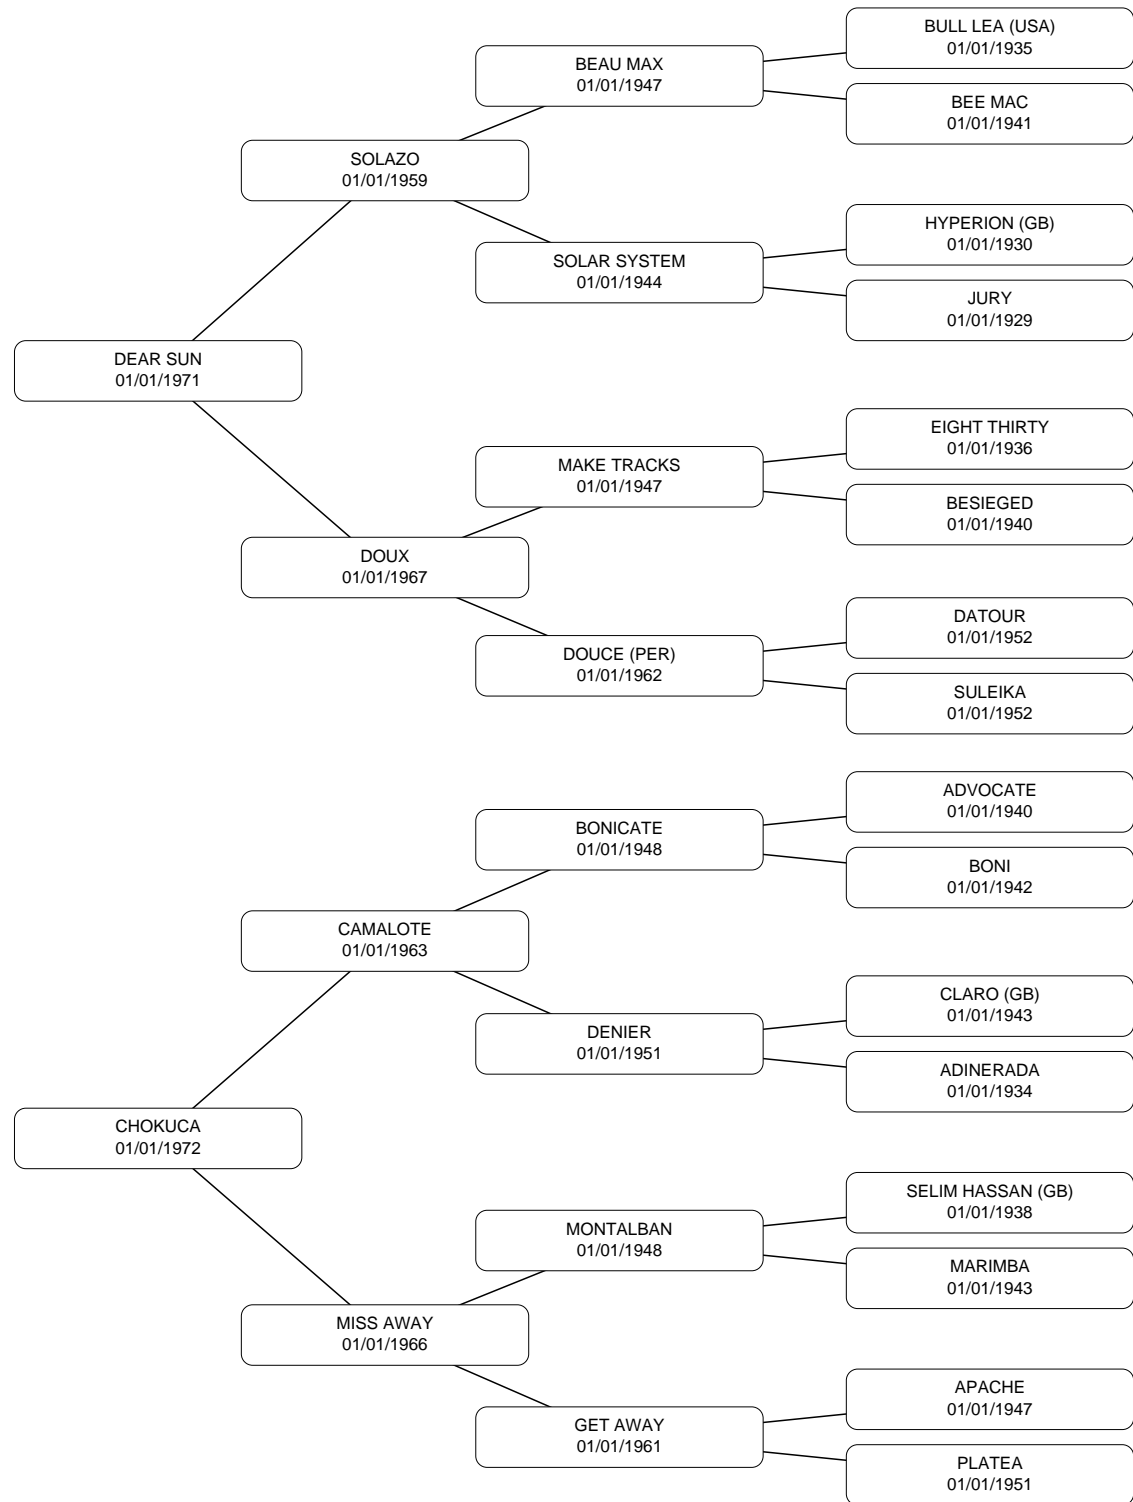 BULL LEA (USA)
01/01/1935
BEAU MAX
01/01/1947
BEE MAC
01/01/1941
SOLAZO
01/01/1959
HYPERION (GB)
01/01/1930
SOLAR SYSTEM
01/01/1944
JURY
01/01/1929
DEAR SUN
01/01/1971
EIGHT THIRTY
01/01/1936
MAKE TRACKS
01/01/1947
BESIEGED
01/01/1940
DOUX
01/01/1967
DATOUR
01/01/1952
DOUCE (PER)
01/01/1962
SULEIKA
01/01/1952
ADVOCATE
01/01/1940
BONICATE
01/01/1948
BONI
01/01/1942
CAMALOTE
01/01/1963
CLARO (GB)
01/01/1943
DENIER
01/01/1951
ADINERADA
01/01/1934
CHOKUCA
01/01/1972
SELIM HASSAN (GB)
01/01/1938
MONTALBAN
01/01/1948
MARIMBA
01/01/1943
MISS AWAY
01/01/1966
APACHE
01/01/1947
GET AWAY
01/01/1961
PLATEA
01/01/1951